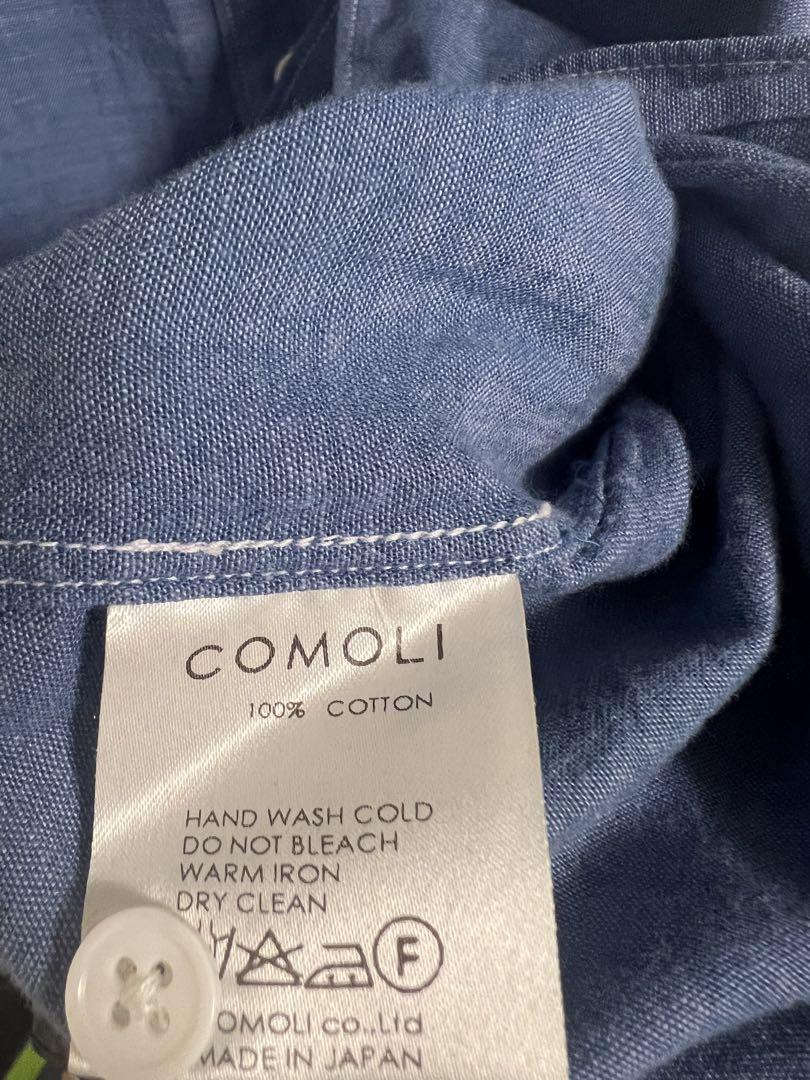 COMOLI
100% COTTON
HAND WASH COLD
DO NOT BLEACH
WARM IRON
DRY CLEAN
F
OMOLI co.,Ltd
MADE IN JAPAN